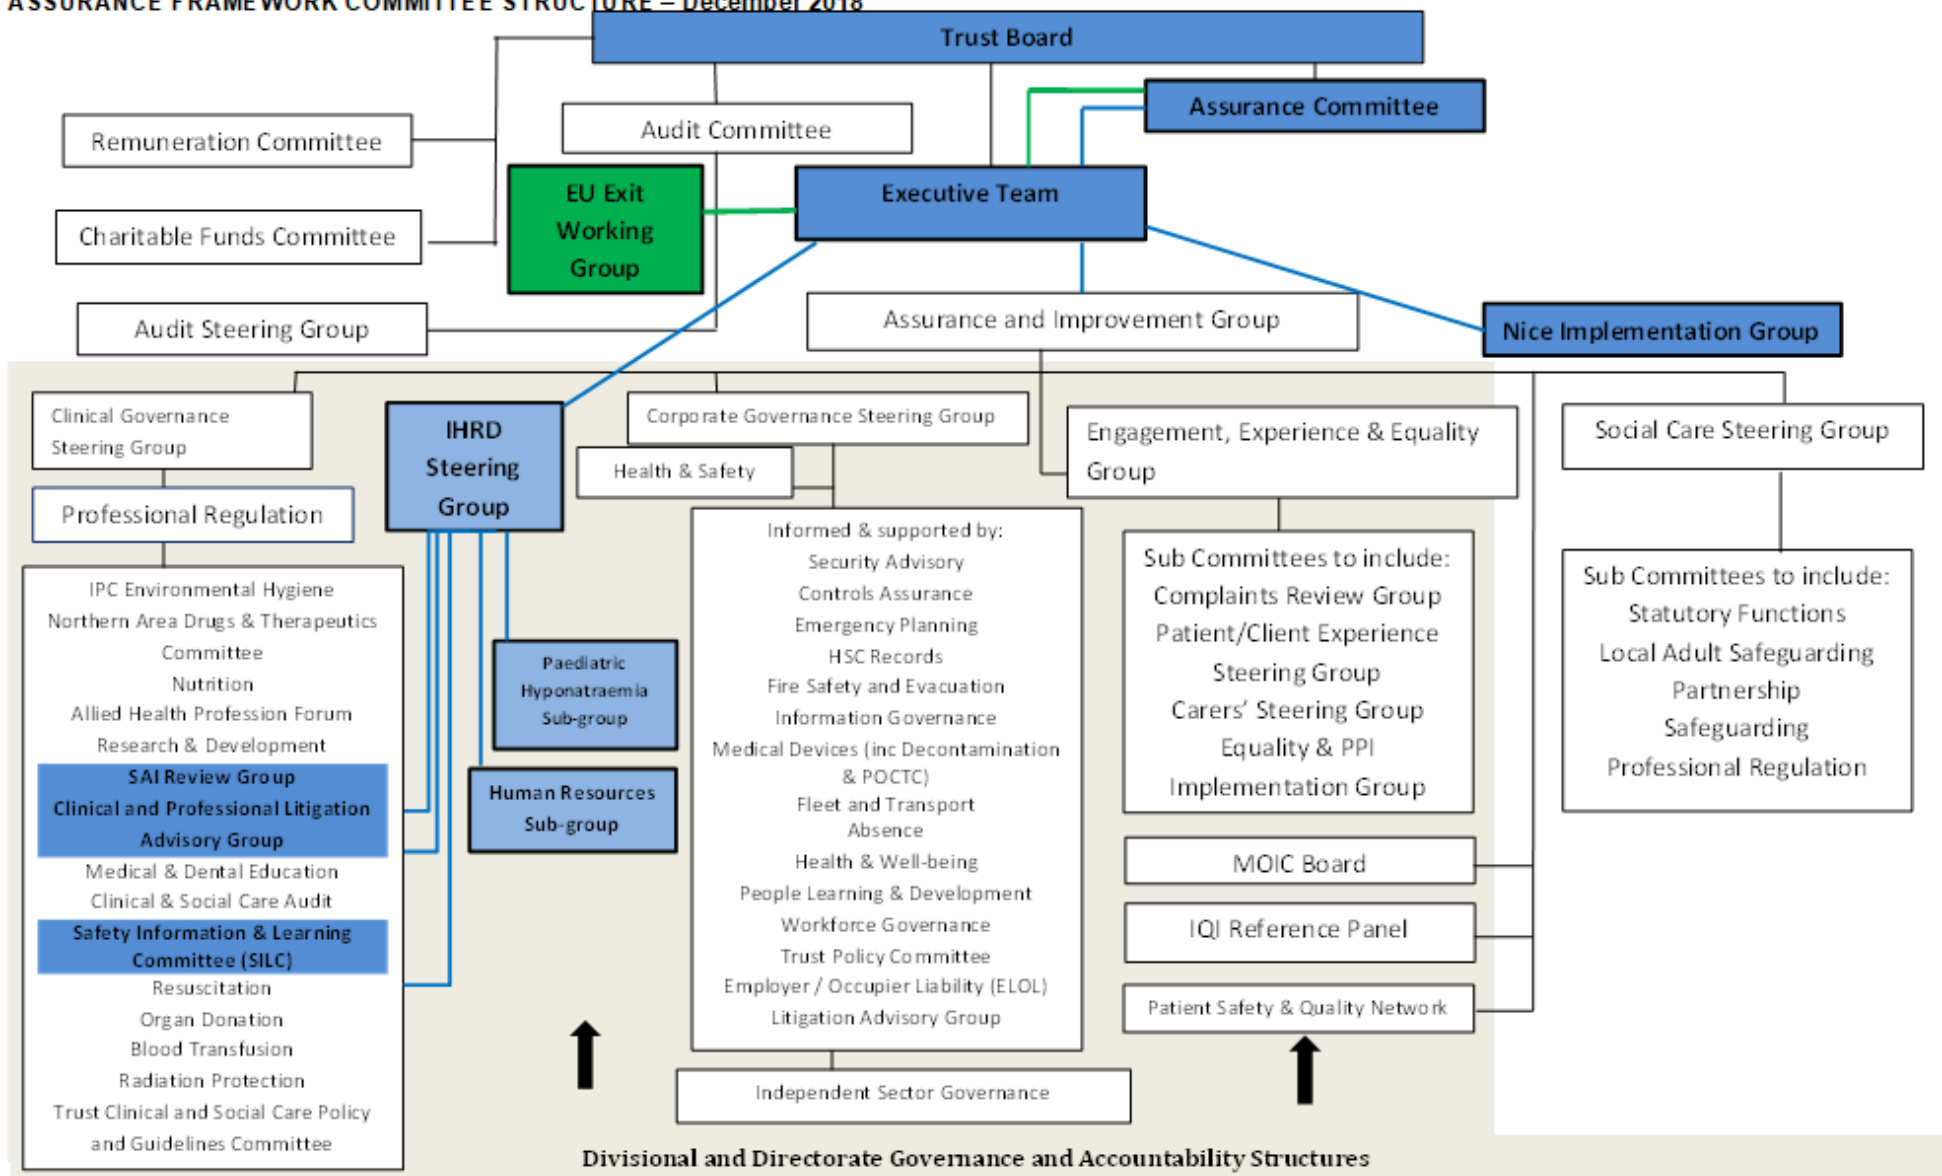 ASSURANCE FRAMEWORK COMMITTEE STRUCTURE – December 2018
Trust Board
Assurance Committee
Audit Committee
Remuneration Committee
EU Exit
Working
Group
Executive Team
Charitable Funds Committee
Audit Steering Group
Assurance and Improvement Group
Nice Implementation Group
Clinical Governance
Steering Group
Professional Regulation
IPC Environmental Hygiene
Northern Area Drugs & Therapeutics
Committee
Nutrition
Allied Health Profession Forum
Research & Development
SAI Review Group
Clinical and Professional Litigation
Advisory Group
Medical & Dental Education
Clinical & Social Care Audit
Safety Information & Learning
Committee (SILC)
Resuscitation
Organ Donation
Blood Transfusion
Radiation Protection
Trust Clinical and Social Care Policy
and Guidelines Committee
IHRD
Steering
Group
Paediatric
Hyponatraemia
Sub-group
Human Resources
Sub-group
Corporate Governance Steering Group
Health & Safety
Informed & supported by:
Security Advisory
Controls Assurance
Emergency Planning
HSC Records
Fire Safety and Evacuation
Information Governance
Medical Devices (inc Decontamination
& POCTC)
Fleet and Transport
Absence
Health & Well-being
People Learning & Development
Workforce Governance
Trust Policy Committee
Employer / Occupier Liability (ELOL)
Litigation Advisory Group
Independent Sector Governance
Engagement, Experience & Equality
Group
Sub Committees to include:
Complaints Review Group
Patient/Client Experience
Steering Group
Carers’ Steering Group
Equality & PPI
Implementation Group
MOIC Board
IQI Reference Panel
Patient Safety & Quality Network
Social Care Steering Group
Sub Committees to include:
Statutory Functions
Local Adult Safeguarding
Partnership
Safeguarding
Professional Regulation
Divisional and Directorate Governance and Accountability Structures